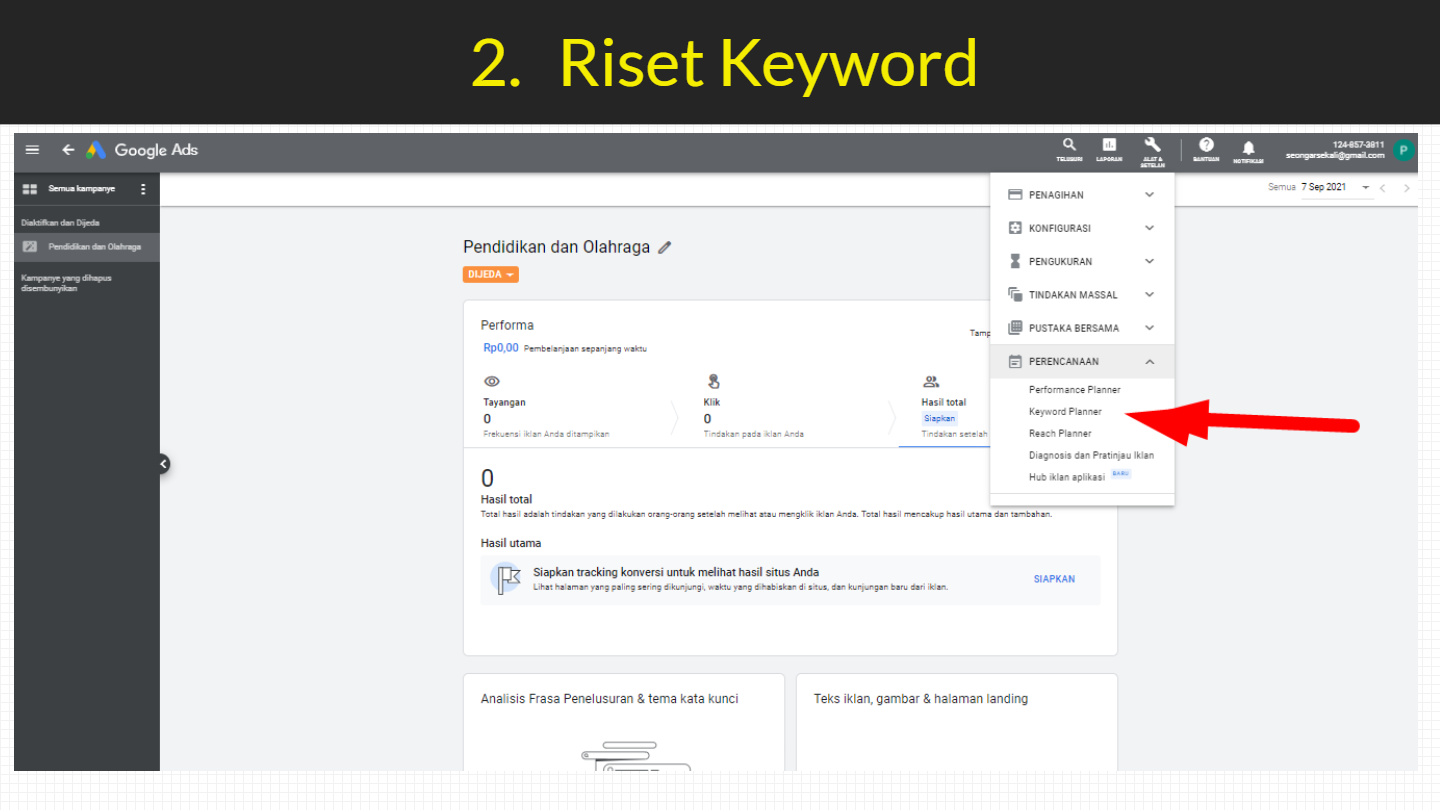 2. Riset Keyword
Google Ads
TELUSURI
LAPORAN
ALAT &
SETELAN
BANTUAN
NOTIFIKASI
124-857-3811
seongarsekali@gmail.com
P
Semua kampanye
Semua 7 Sep 2021
Diaktifkan dan Dijeda
Pendidikan dan Olahraga
Kampanye yang dihapus
disembunyikan
PENAGIHAN
KONFIGURASI
PENGUKURAN
TINDAKAN MASSAL
PUSTAKA BERSAMA
PERENCANAAN
Performance Planner
Keyword Planner
Reach Planner
Diagnosis dan Pratinjau Iklan
Hub iklan aplikasi BARU
Pendidikan dan Olahraga
DIJEDA
Performa
Tamp
Rp0,00 Pembelanjaan sepanjang waktu
Tayangan
0
Frekuensi iklan Anda ditampikan
Klik
0
Tindakan pada iklan Anda
Hasil total
Siapkan
Tindakan setelah
0
Hasil total
Total hasil adalah tindakan yang dilakukan orang-orang setelah melihat atau mengklik iklan Anda. Total hasil mencakup hasil utama dan tambahan.
Hasil utama
Siapkan tracking konversi untuk melihat hasil situs Anda
Lihat halaman yang paling sering dikunjungi, waktu yang dihabiskan di situs, dan kunjungan baru dari iklan.
SIAPKAN
Analisis Frasa Penelusuran & tema kata kunci
Teks iklan, gambar & halaman landing